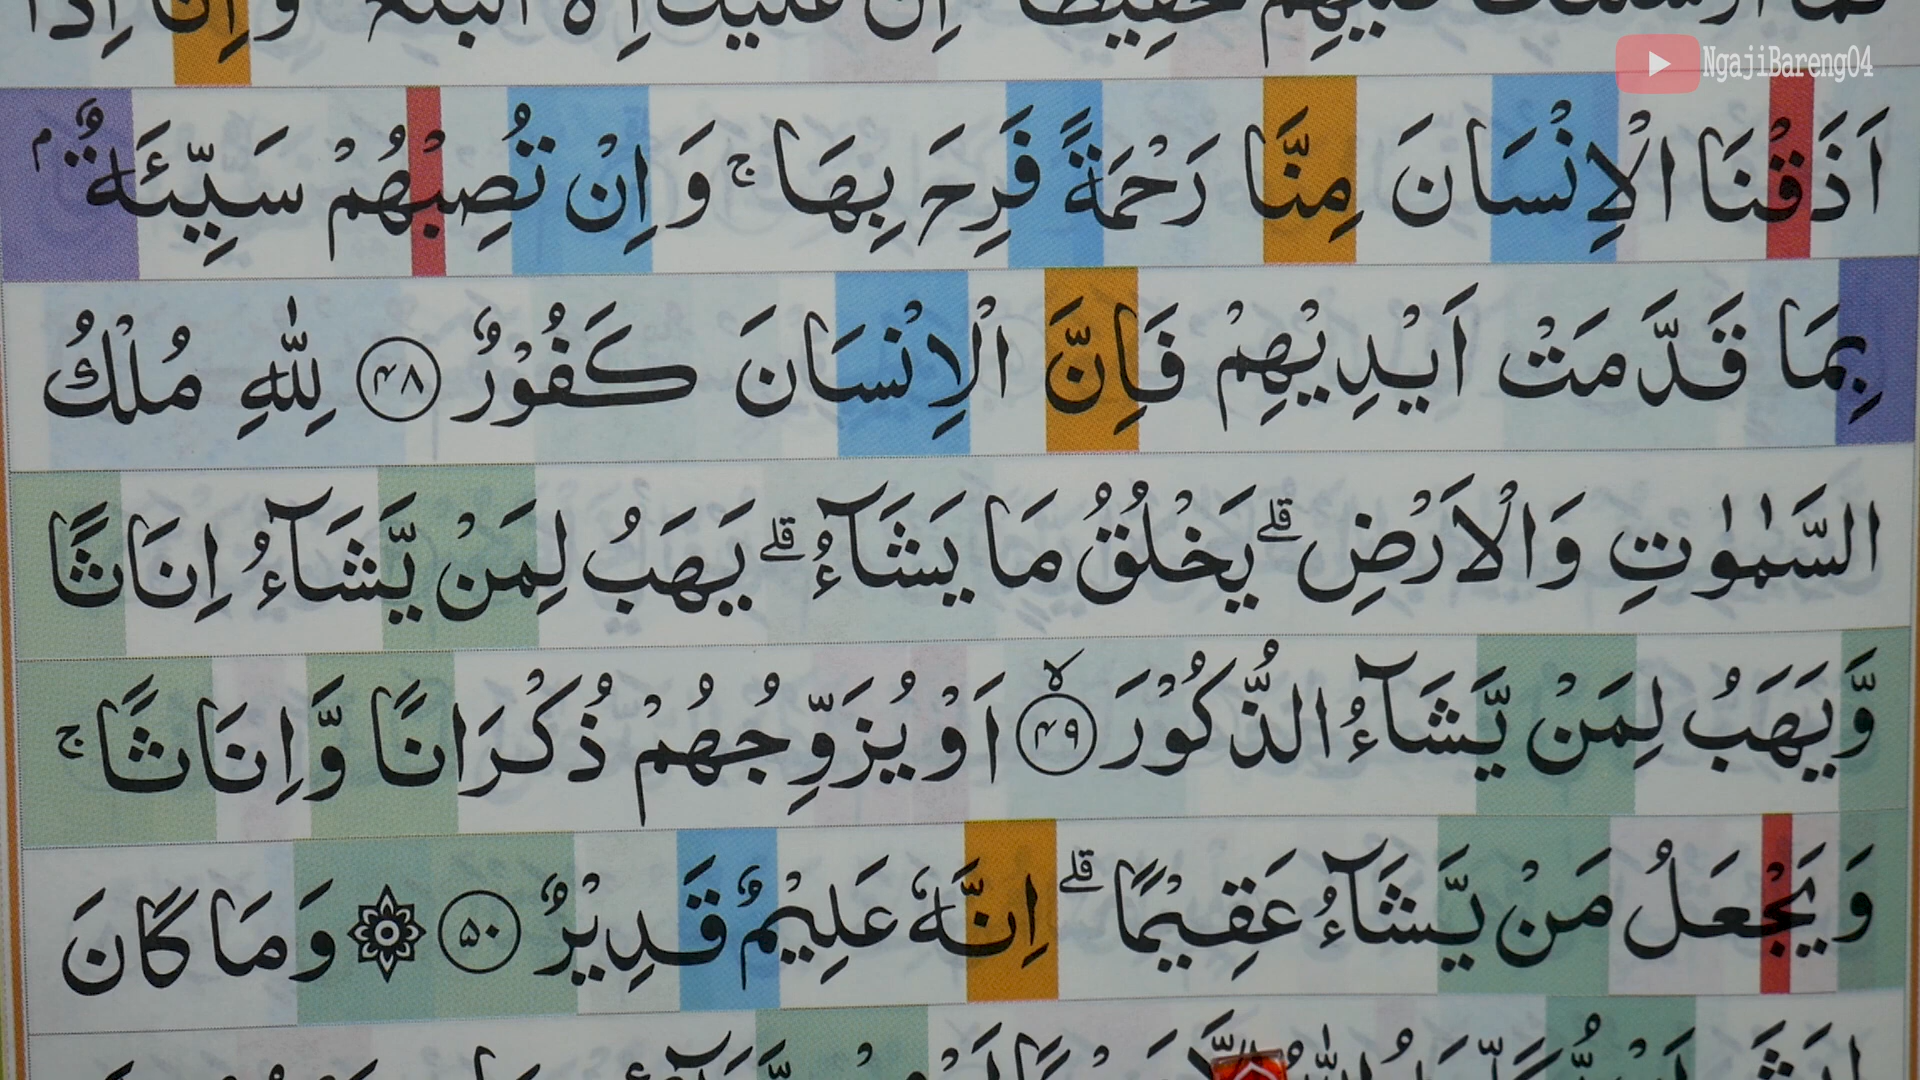 NgajiBareng04
اَذَقْنَا الْاِنْسَانَ مِنَّا رَحْمَةً فَرِحَ بِهَا ۚ وَاِنْ تُصِبْهُمْ سَيِّئَةٌ ۢ
بِمَا قَدَّمَتْ اَيْدِيْهِمْ فَاِنَّ الْاِنْسَانَ كَفُوْرٌ ﴿٤٨﴾ لِلّٰهِ مُلْكُ
السَّمٰوٰتِ وَالْاَرْضِ ۗ يَخْلُقُ مَا يَشَاۤءُ ۗ يَهَبُ لِمَنْ يَّشَاۤءُ اِنَاثًا
وَّيَهَبُ لِمَنْ يَّشَاۤءُ الذُّكُوْرَ ۙ ﴿٤٩﴾ اَوْ يُزَوِّجُهُمْ ذُكْرَانًا وَّاِنَاثًا ۚ
وَيَجْعَلُ مَنْ يَّشَاۤءُ عَقِيْمًا ۗ اِنَّهٗ عَلِيْمٌ قَدِيْرٌ ﴿٥٠﴾ ۞ وَمَا كَانَ